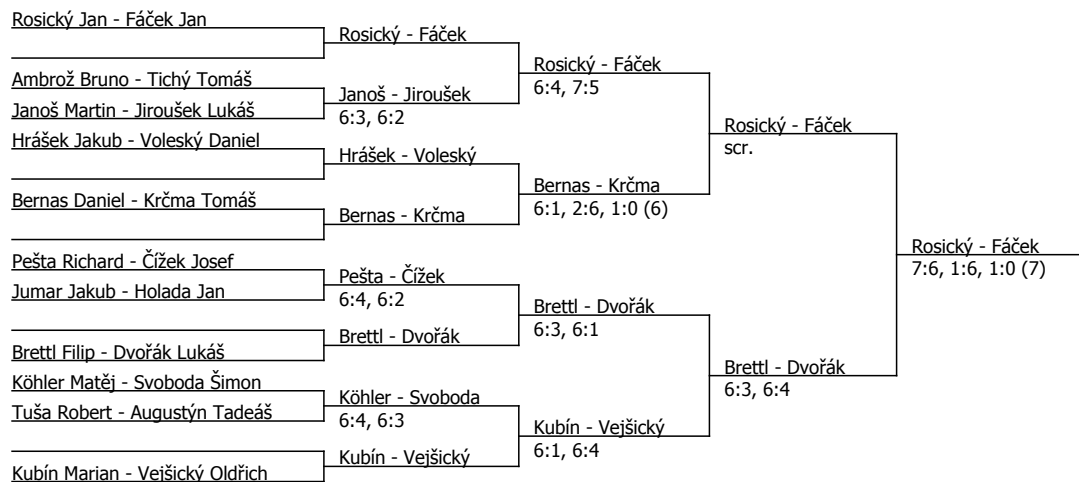 Rosický Jan - Fáček Jan
Ambrož Bruno - Tichý Tomáš
Janoš Martin - Jiroušek Lukáš
Hrášek Jakub - Voleský Daniel
Bernas Daniel - Krčma Tomáš
Pešta Richard - Čížek Josef
Jumar Jakub - Holada Jan
Brettl Filip - Dvořák Lukáš
Köhler Matěj - Svoboda Šimon
Tuša Robert - Augustýn Tadeáš
Kubín Marian - Vejšický Oldřich
Rosický - Fáček
Janoš - Jiroušek
6:3, 6:2
Hrášek - Voleský
Bernas - Krčma
Pešta - Čížek
6:4, 6:2
Brettl - Dvořák
Köhler - Svoboda
6:4, 6:3
Kubín - Vejšický
Rosický - Fáček
6:4, 7:5
Bernas - Krčma
6:1, 2:6, 1:0 (6)
Brettl - Dvořák
6:3, 6:1
Kubín - Vejšický
6:1, 6:4
Rosický - Fáček
scr.
Brettl - Dvořák
6:3, 6:4
Rosický - Fáček
7:6, 1:6, 1:0 (7)